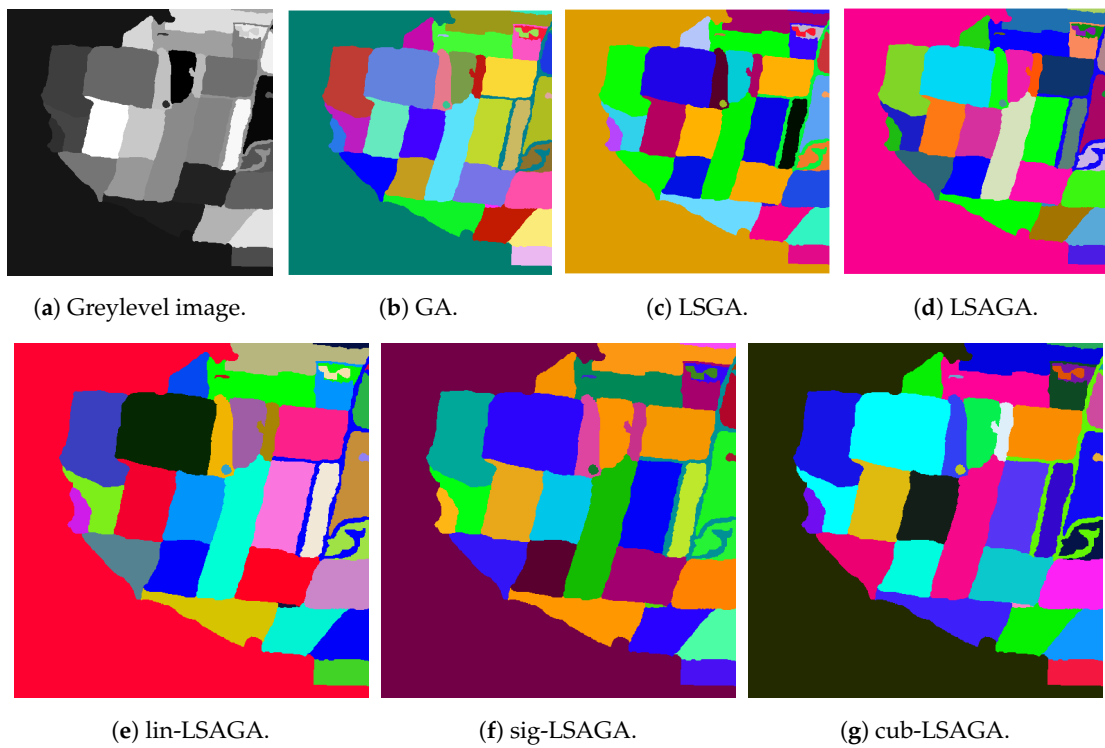 (a) Greylevel image.
(b) GA.
(c) LSGA.
(d) LSAGA.
(e) lin-LSAGA.
(f) sig-LSAGA.
(g) cub-LSAGA.